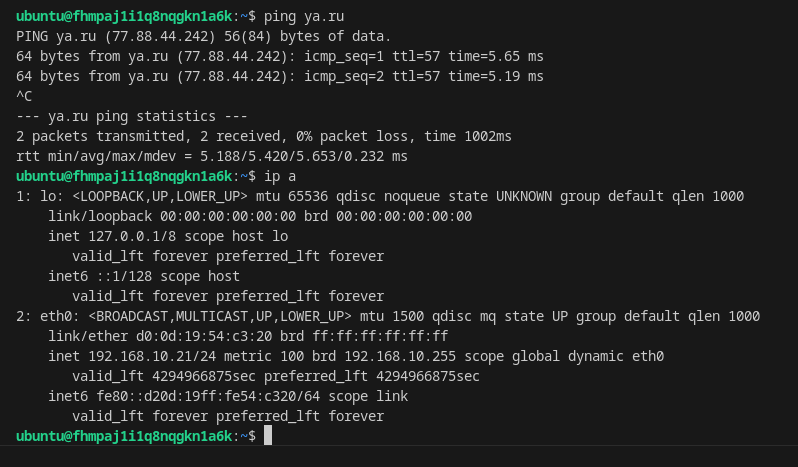 ubuntu@fhmpaj1i1q8nqgkn1a6k:~$ ping ya.ru
PING ya.ru (77.88.44.242) 56(84) bytes of data.
64 bytes from ya.ru (77.88.44.242): icmp_seq=1 ttl=57 time=5.65 ms
64 bytes from ya.ru (77.88.44.242): icmp_seq=2 ttl=57 time=5.19 ms
^C
--- ya.ru ping statistics ---
2 packets transmitted, 2 received, 0% packet loss, time 1002ms
rtt min/avg/max/mdev = 5.188/5.420/5.653/0.232 ms
ubuntu@fhmpaj1i1q8nqgkn1a6k:~$ ip a
1: lo: <LOOPBACK,UP,LOWER_UP> mtu 65536 qdisc noqueue state UNKNOWN group default qlen 1000
    link/loopback 00:00:00:00:00:00 brd 00:00:00:00:00:00
    inet 127.0.0.1/8 scope host lo
       valid_lft forever preferred_lft forever
    inet6 ::1/128 scope host
       valid_lft forever preferred_lft forever
2: eth0: <BROADCAST,MULTICAST,UP,LOWER_UP> mtu 1500 qdisc mq state UP group default qlen 1000
    link/ether d0:0d:19:54:c3:20 brd ff:ff:ff:ff:ff:ff
    inet 192.168.10.21/24 metric 100 brd 192.168.10.255 scope global dynamic eth0
       valid_lft 4294966875sec preferred_lft 4294966875sec
    inet6 fe80::d20d:19ff:fe54:c320/64 scope link
       valid_lft forever preferred_lft forever
ubuntu@fhmpaj1i1q8nqgkn1a6k:~$